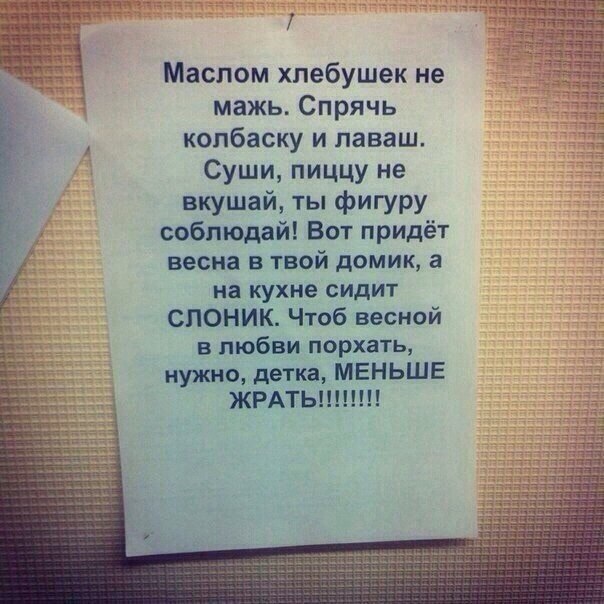 Маслом хлебушек не
мажь. Спрячь
колбаску и лаваш.
Суши, пиццу не
вкушай, ты фигуру
соблюдай! Вот придёт
весна в твой домик, а
на кухне сидит
СЛОНИК. Чтоб весной
в любви порхать,
нужно, детка, МЕНЬШЕ
ЖРАТЬ!!!!!!!!